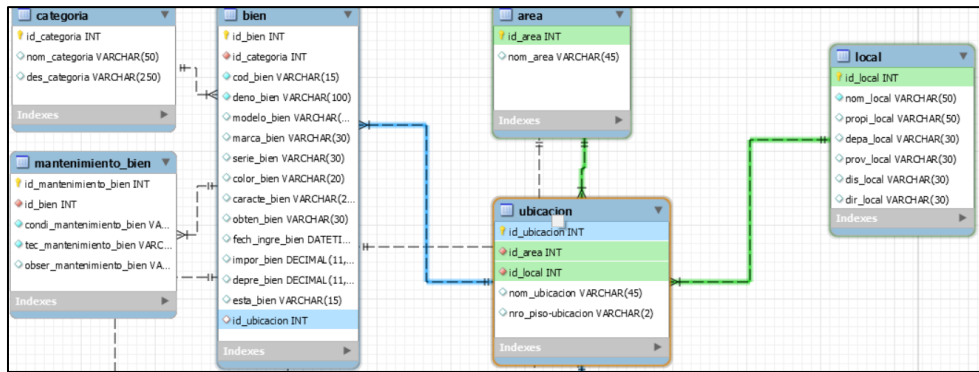 categoria
id_categoria INT
nom_categoria VARCHAR(50)
des_categoria VARCHAR(250)
Indexes
mantenimiento_bien
id_mantenimiento_bien INT
id_bien INT
condi_mantenimiento_bien VA...
tec_mantenimiento_bien VARC...
obser_mantenimiento_bien VA...
Indexes
bien
id_bien INT
id_categoria INT
cod_bien VARCHAR(15)
deno_bien VARCHAR(100)
modelo_bien VARCHAR(...
marca_bien VARCHAR(30)
serie_bien VARCHAR(30)
color_bien VARCHAR(20)
caracte_bien VARCHAR(2...
obten_bien VARCHAR(30)
fech_ingre_bien DATETI...
impor_bien DECIMAL(11,...
depre_bien DECIMAL(11,...
esta_bien VARCHAR(15)
id_ubicacion INT
Indexes
area
id_area INT
nom_area VARCHAR(45)
Indexes
ubicacion
id_ubicacion INT
id_area INT
id_local INT
nom_ubicacion VARCHAR(45)
nro_piso-ubicacion VARCHAR(2)
Indexes
local
id_local INT
nom_local VARCHAR(50)
propi_local VARCHAR(50)
depa_local VARCHAR(30)
prov_local VARCHAR(30)
dis_local VARCHAR(30)
dir_local VARCHAR(30)
Indexes